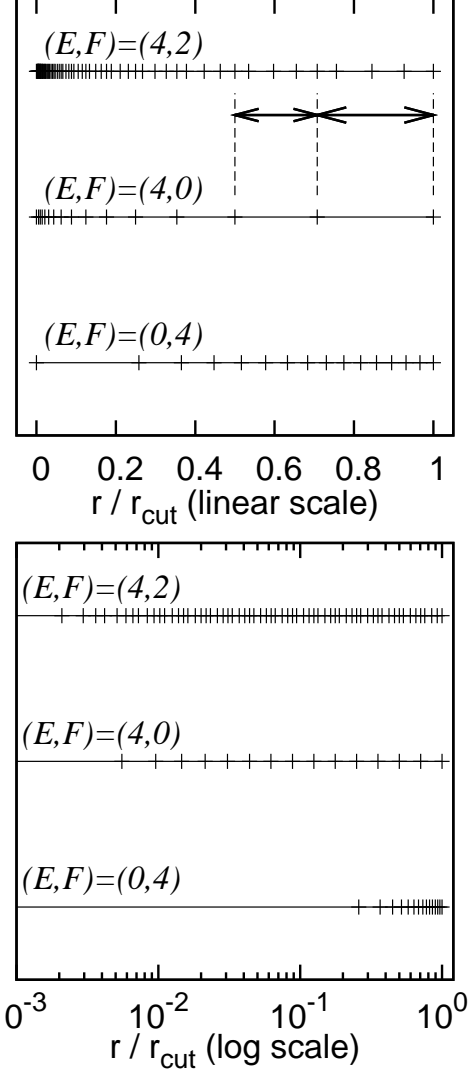 (E,F)=(4,2)
(E,F)=(4,0)
(E,F)=(0,4)
0 0.2 0.4 0.6 0.8 1
r / r_cut (linear scale)
(E,F)=(4,2)
(E,F)=(4,0)
(E,F)=(0,4)
0^-3 10^-2 10^-1 10^0
r / r_cut (log scale)